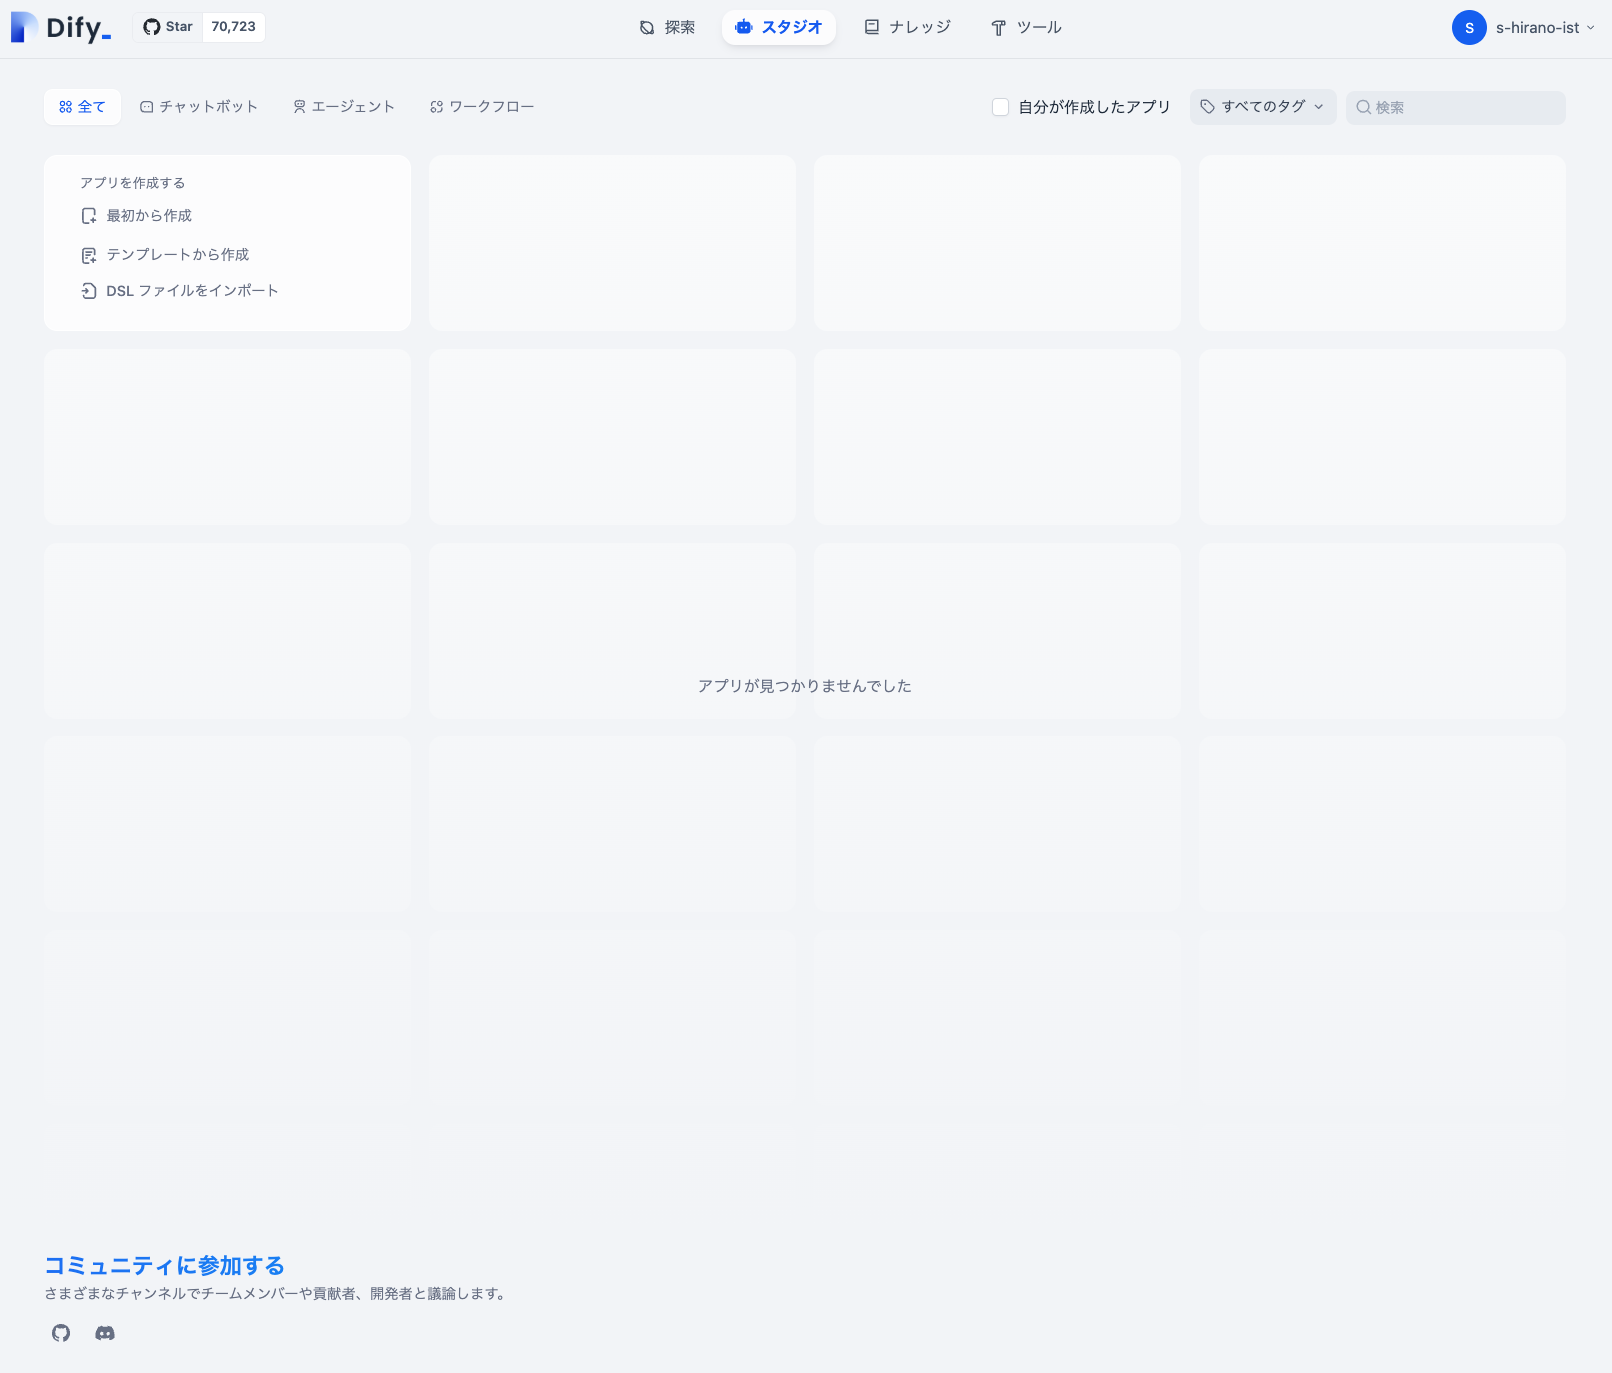 Dify_
Star 70,723
探索
スタジオ
ナレッジ
ツール
S s-hirano-ist
全て
チャットボット
エージェント
ワークフロー
自分が作成したアプリ
すべてのタグ
検索
アプリを作成する
最初から作成
テンプレートから作成
DSL ファイルをインポート
アプリが見つかりませんでした
コミュニティに参加する
さまざまなチャンネルでチームメンバーや貢献者、開発者と議論します。